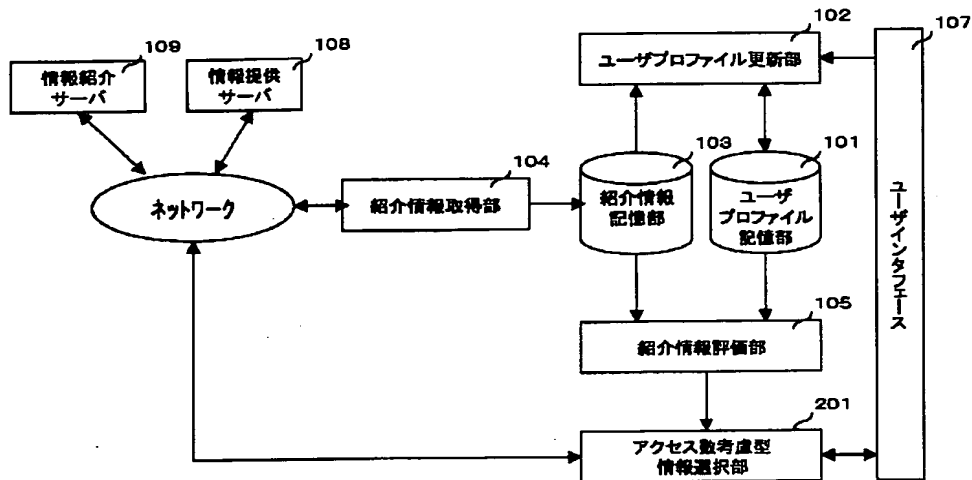 109
情報紹介
サーバ
108
情報提供
サーバ
102
ユーザプロファイル更新部
107
ネットワーク
104
紹介情報取得部
103
紹介情報
記憶部
101
ユーザ
プロファイル
記憶部
ユーザインタフェース
105
紹介情報評価部
201
アクセス数考慮型
情報選択部